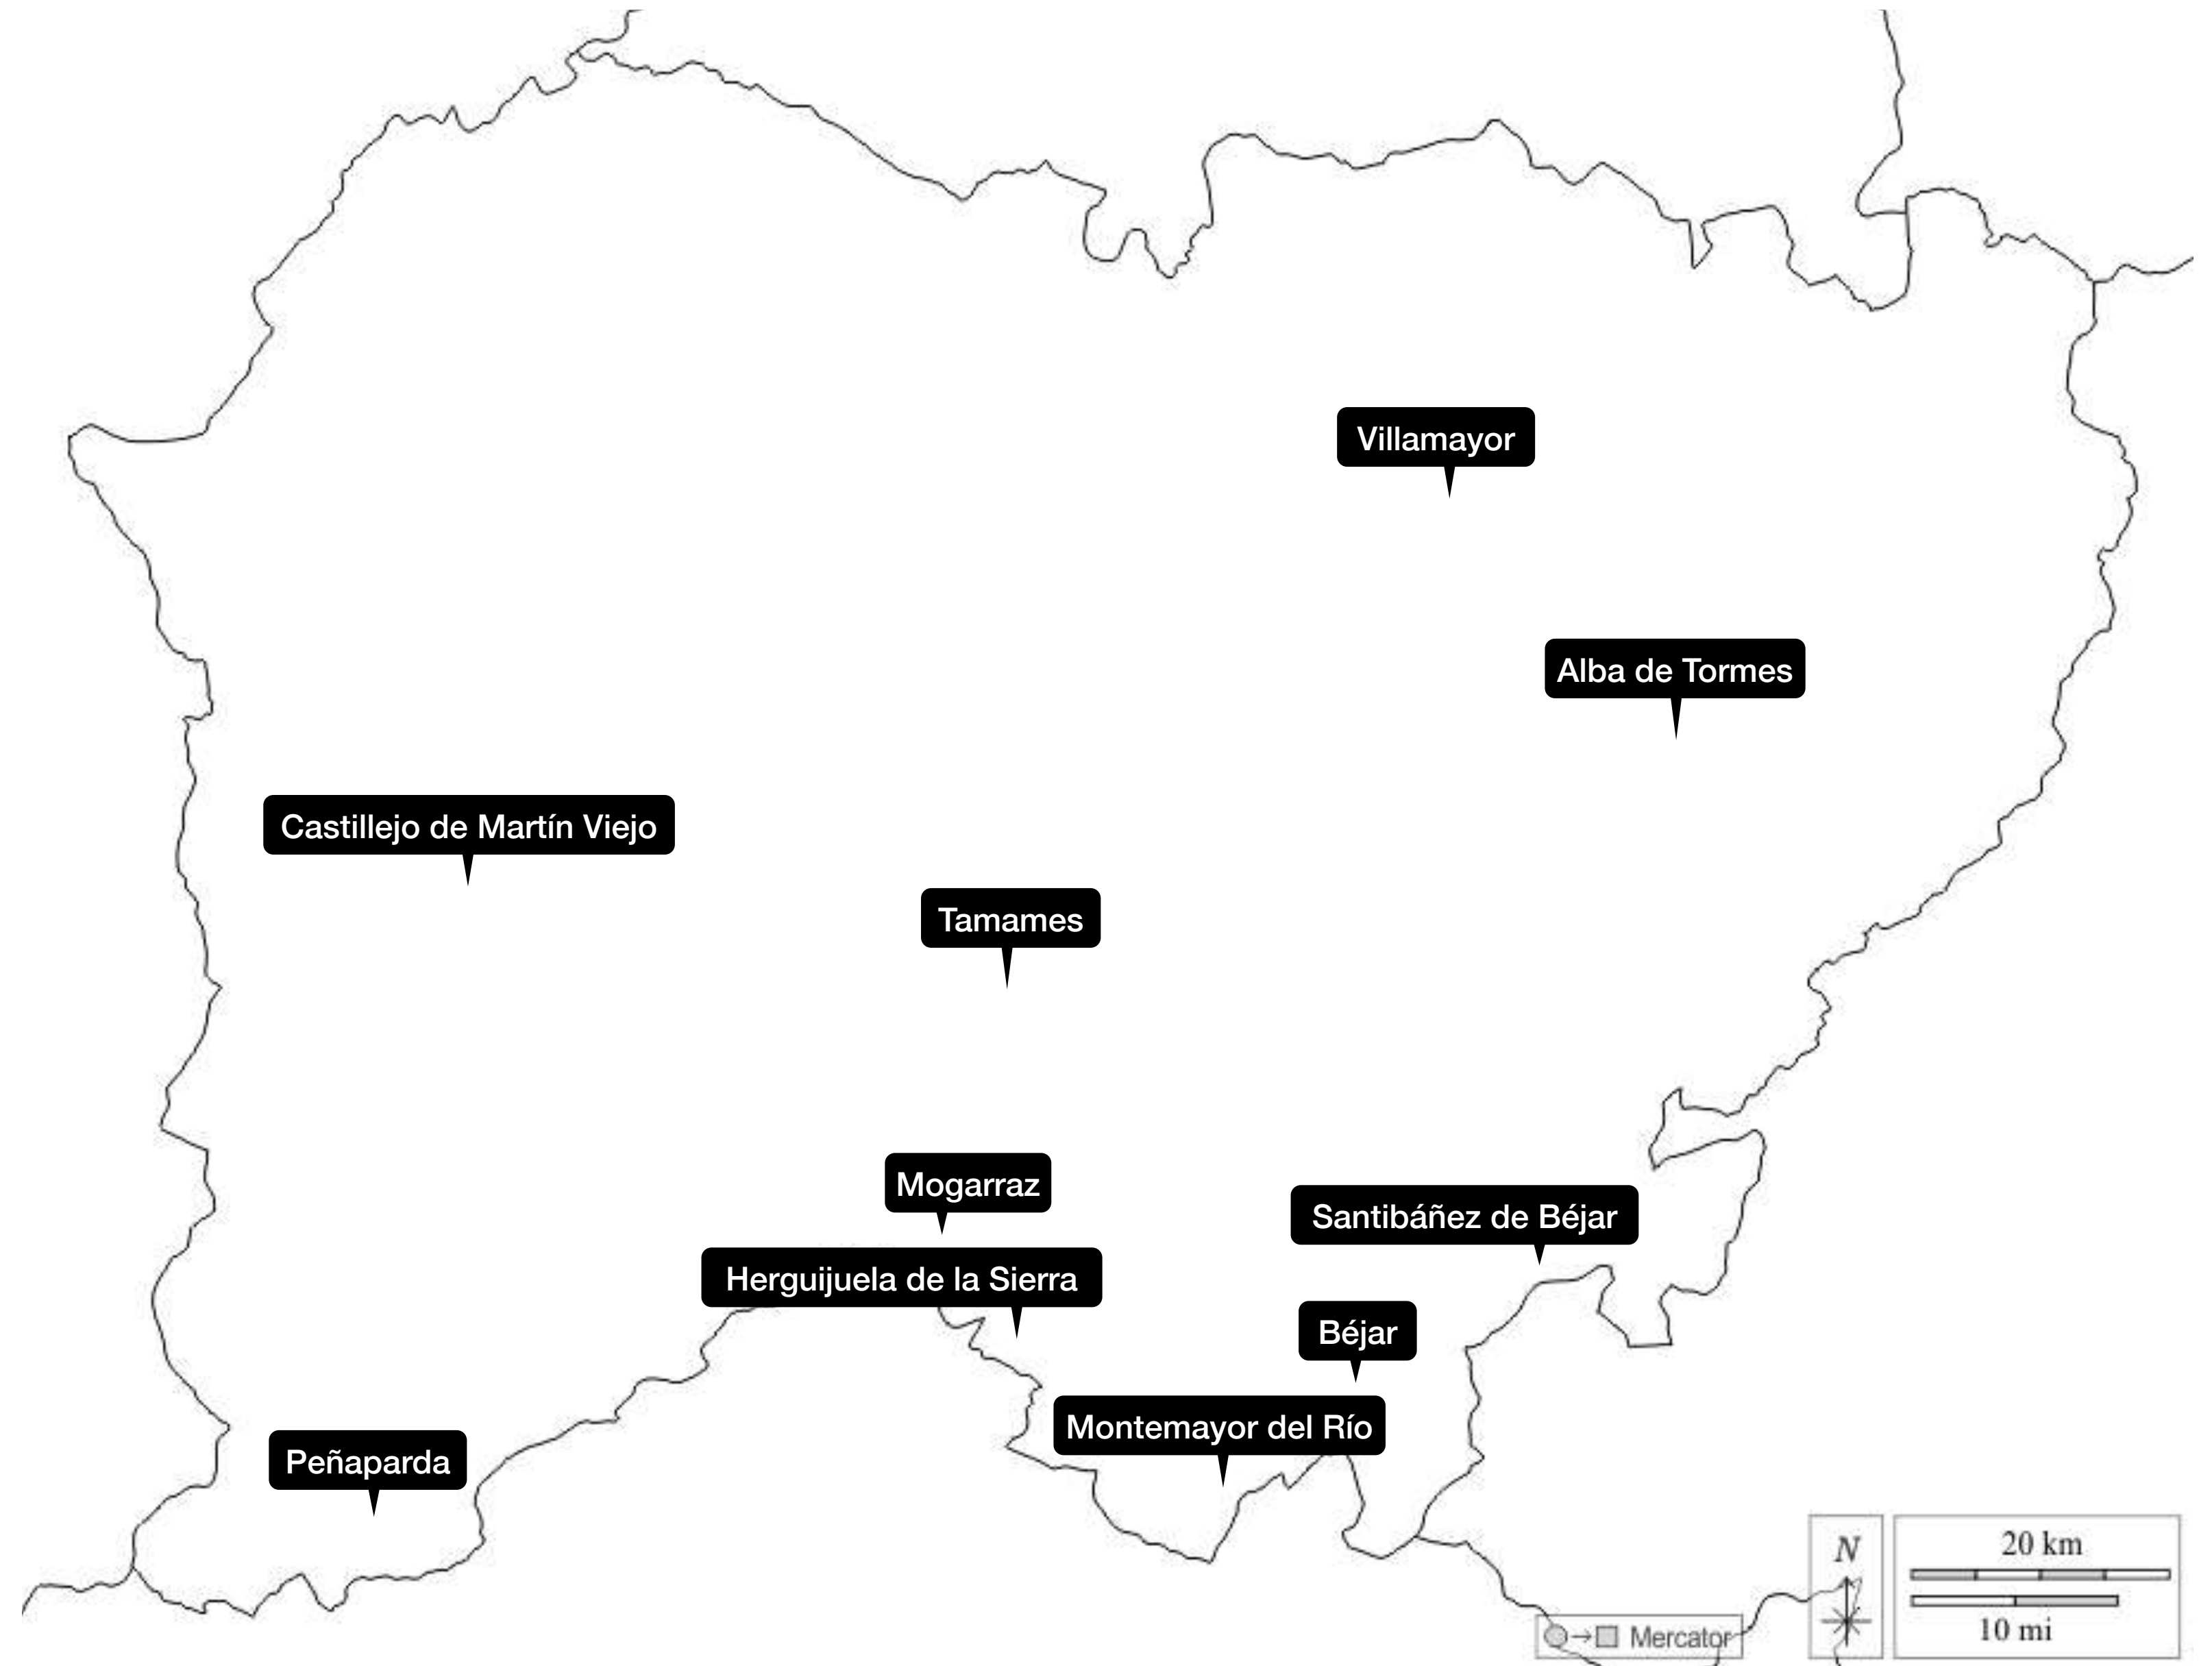 Villamayor
Alba de Tormes
Castillejo de Martín Viejo
Tamames
Mogarraz
Santibáñez de Béjar
Herguijuela de la Sierra
Béjar
Montemayor del Río
Peñaparda
N
20 km
10 mi
Mercator